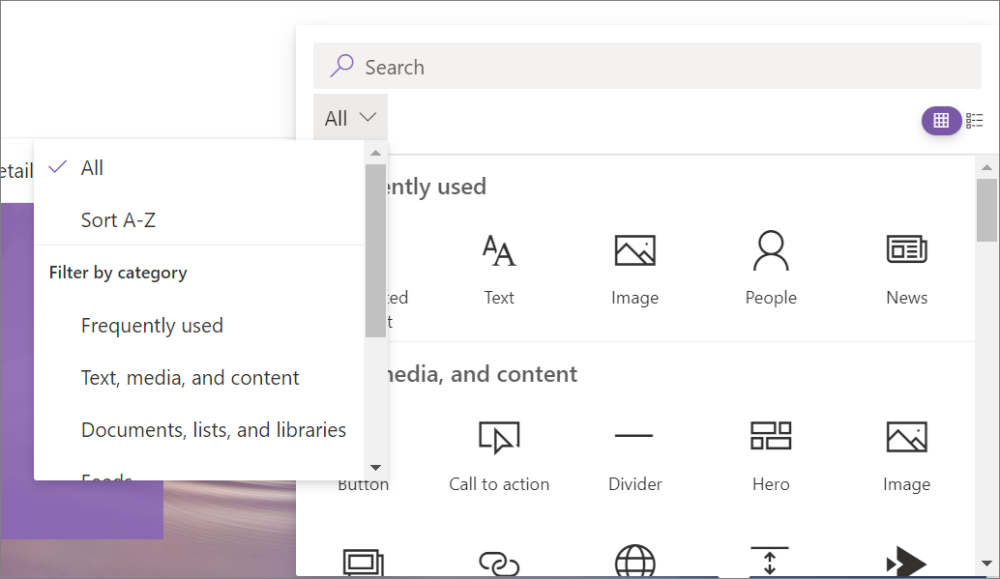 Search
All
etail
All
Sort A-Z
Filter by category
Frequently used
Text, media, and content
Documents, lists, and libraries
Feeds
ently used
ted
t
Text
Image
People
News
media, and content
Button
Call to action
Divider
Hero
Image